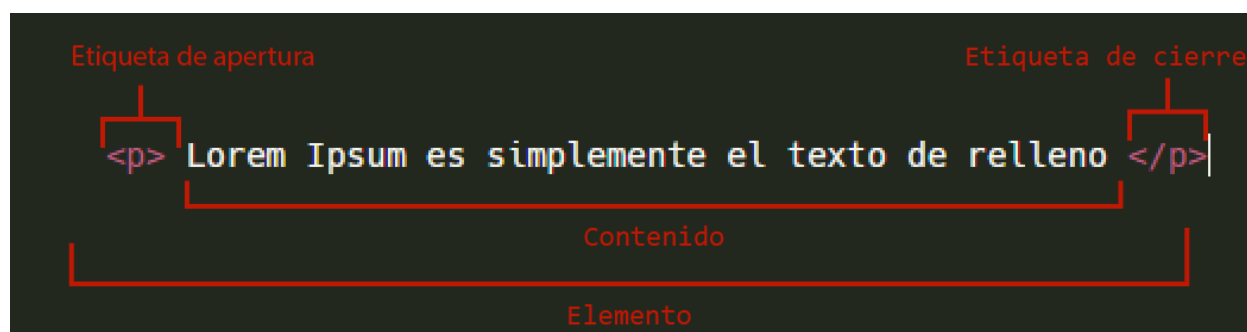 Etiqueta de apertura Etiqueta de cierre
<p> Lorem Ipsum es simplemente el texto de relleno </p>
Contenido
Elemento